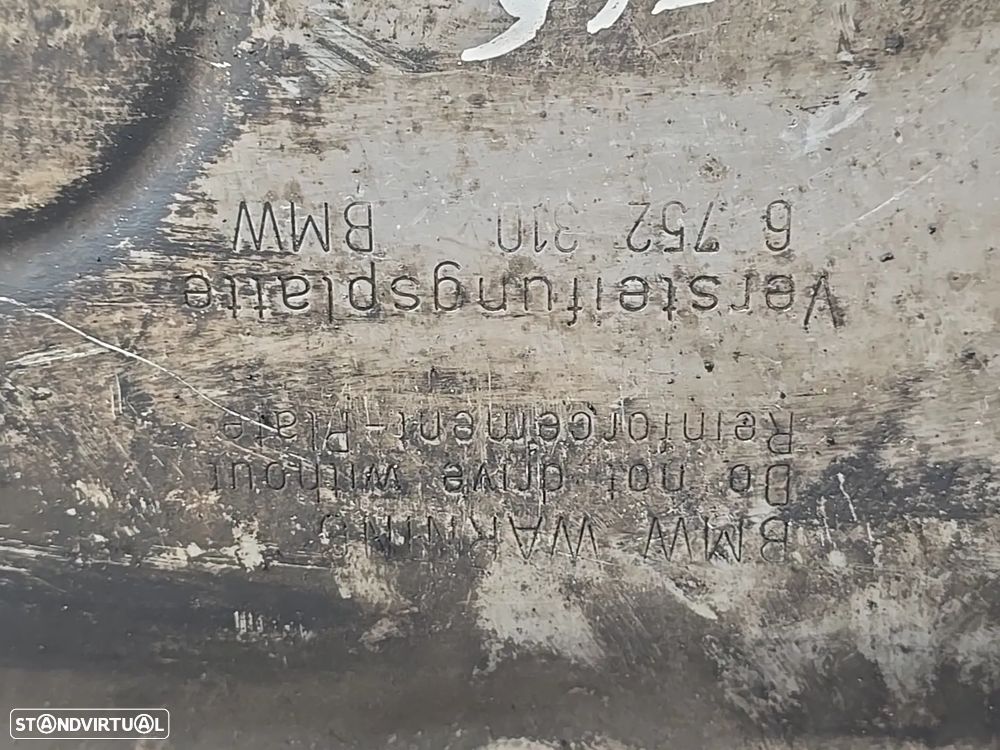 BMW WARNING
Do not drive without
Reinforcement-Plate
Versteifungsplatte
6 752 310 BMW
STANDVIRTUAL